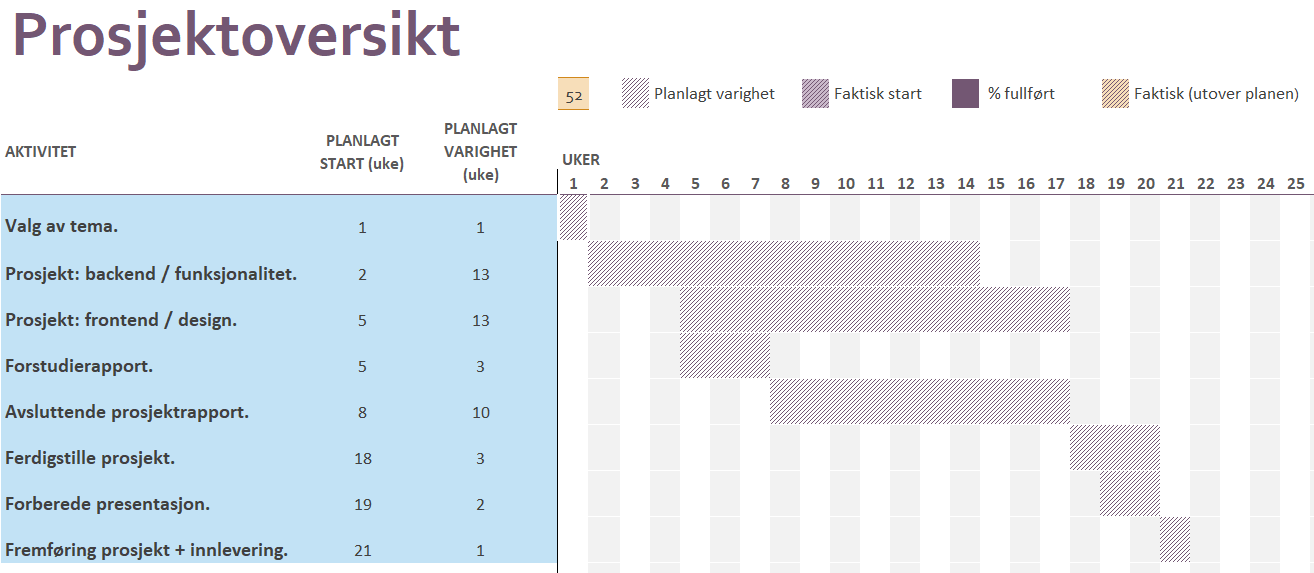 Prosjektoversikt
52 Planlagt varighet Faktisk start % fullført Faktisk (utover planen)
AKTIVITET PLANLAGT START (uke) PLANLAGT VARIGHET (uke) UKER
1 2 3 4 5 6 7 8 9 10 11 12 13 14 15 16 17 18 19 20 21 22 23 24 25
Valg av tema. 1 1
Prosjekt: backend / funksjonalitet. 2 13
Prosjekt: frontend / design. 5 13
Forstudierapport. 5 3
Avsluttende prosjektrapport. 8 10
Ferdigstille prosjekt. 18 3
Forberede presentasjon. 19 2
Fremføring prosjekt + innlevering. 21 1